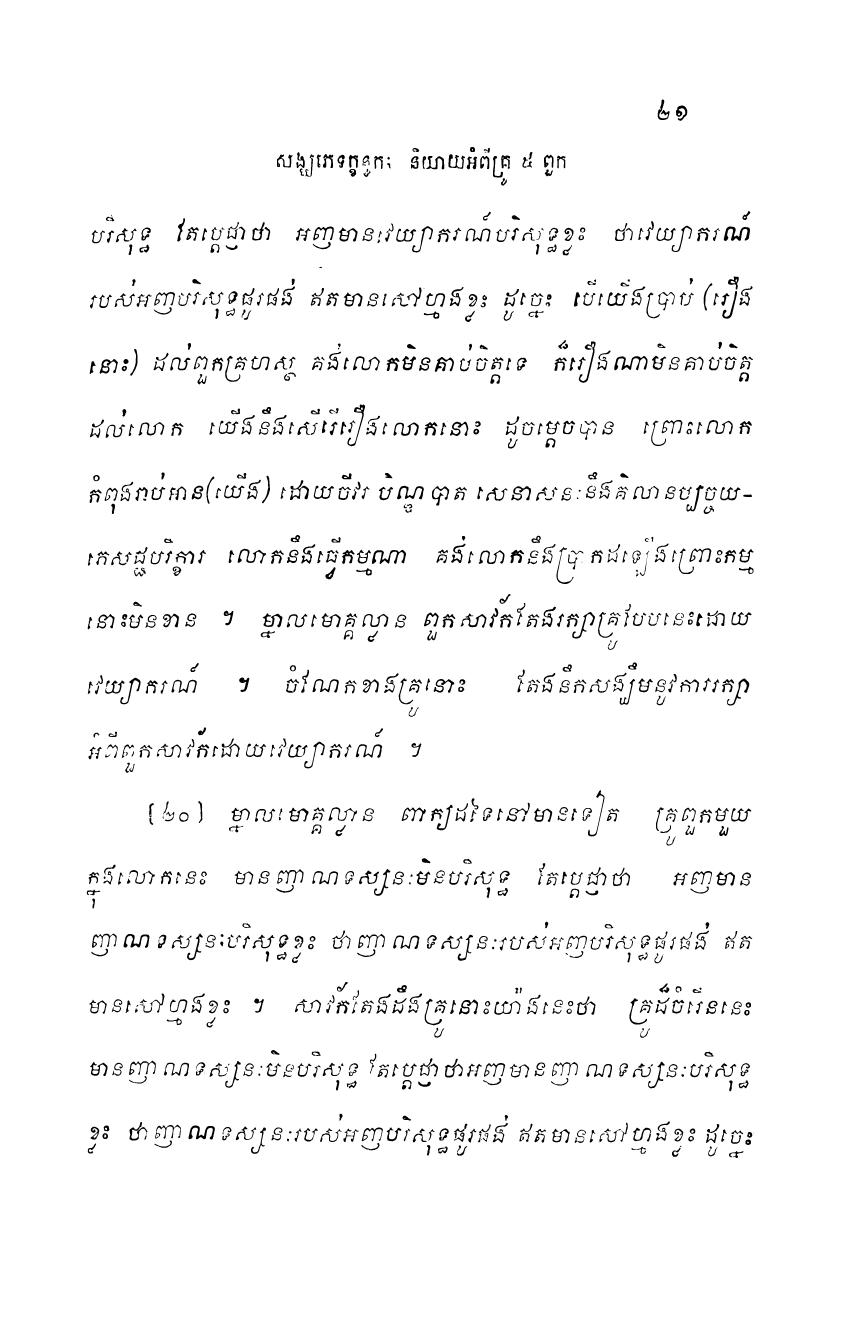 ២១
សង្ឃភេទក្ខន្ធកៈ និយាយអំពីគ្រូ ៥ ពួក
បរិសុទ្ធ តែប្តេជ្ញាថា អញមានវេយ្យាករណ៍បរិសុទ្ធខ្លះ ថាវេយ្យាករណ៍
របស់អញបរិសុទ្ធផូរផង់ ឥតមានសៅហ្មងខ្លះ ដូច្នេះ បើយើងប្រាប់ (រឿង
នោះ) ដល់ពួកគ្រហស្ថ គង់លោកមិនគាប់ចិត្តទេ ក៏រឿងណាមិនគាប់ចិត្ត
ដល់លោក យើងនឹងសើរើរឿងលោកនោះ ដូចម្តេចបាន ព្រោះលោក
កំពុងរាប់អាន(យើង) ដោយចីវរ បិណ្ឌបាត សេនាសនៈនឹងគិលានប្បច្ចយ-
ភេសជ្ជបរិក្ខារ លោកនឹងធ្វើកម្មណា គង់លោកនឹងប្រាកដឡើងព្រោះកម្ម
នោះមិនខាន ។ ម្នាលមោគ្គល្លាន ពួកសាវ័កតែងរក្សាគ្រូបែបនេះដោយ
វេយ្យាករណ៍ ។ ចំណែកខាងគ្រូនោះ តែងនឹកសង្ឃឹមនូវការរក្សា
អំពីពួកសាវ័កដោយវេយ្យាករណ៍ ។
[២០] ម្នាលមោគ្គល្លាន ពាក្យដទៃនៅមានទៀត គ្រូពួកមួយ
ក្នុងលោកនេះ មានញាណទស្សនៈមិនបរិសុទ្ធ តែប្តេជ្ញាថា អញមាន
ញាណទស្សនៈបរិសុទ្ធខ្លះ ថាញាណទស្សនៈរបស់អញបរិសុទ្ធផូរផង់ ឥត
មានសៅហ្មងខ្លះ ។ សាវ័កតែងដឹងគ្រូនោះយ៉ាងនេះថា គ្រូដ៏ចំរើននេះ
មានញាណទស្សនៈមិនបរិសុទ្ធ តែប្តេជ្ញាថាអញមានញាណទស្សនៈបរិសុទ្ធ
ខ្លះ ថាញាណទស្សនៈរបស់អញបរិសុទ្ធផូរផង់ ឥតមានសៅហ្មងខ្លះ ដូច្នេះ